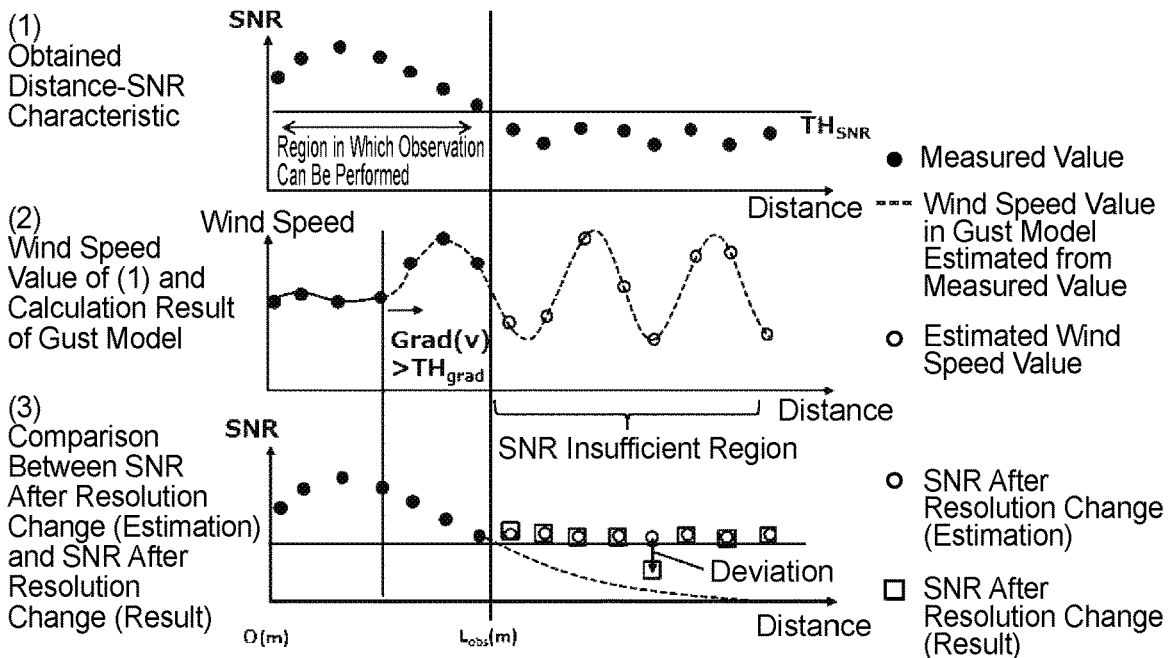 (1)
Obtained
Distance-SNR
Characteristic
SNR
TH_SNR
Region in Which Observation
Can Be Performed
Distance
(2)
Wind Speed
Value of (1) and
Calculation Result
of Gust Model
Wind Speed
Grad(v)
>TH_grad
Distance
SNR Insufficient Region
(3)
Comparison
Between SNR
After Resolution
Change (Estimation)
and SNR After
Resolution
Change (Result)
SNR
Deviation
Distance
O(m)
L_obs(m)
Measured Value
Wind Speed Value
in Gust Model
Estimated from
Measured Value
Estimated Wind
Speed Value
SNR After
Resolution Change
(Estimation)
SNR After
Resolution Change
(Result)